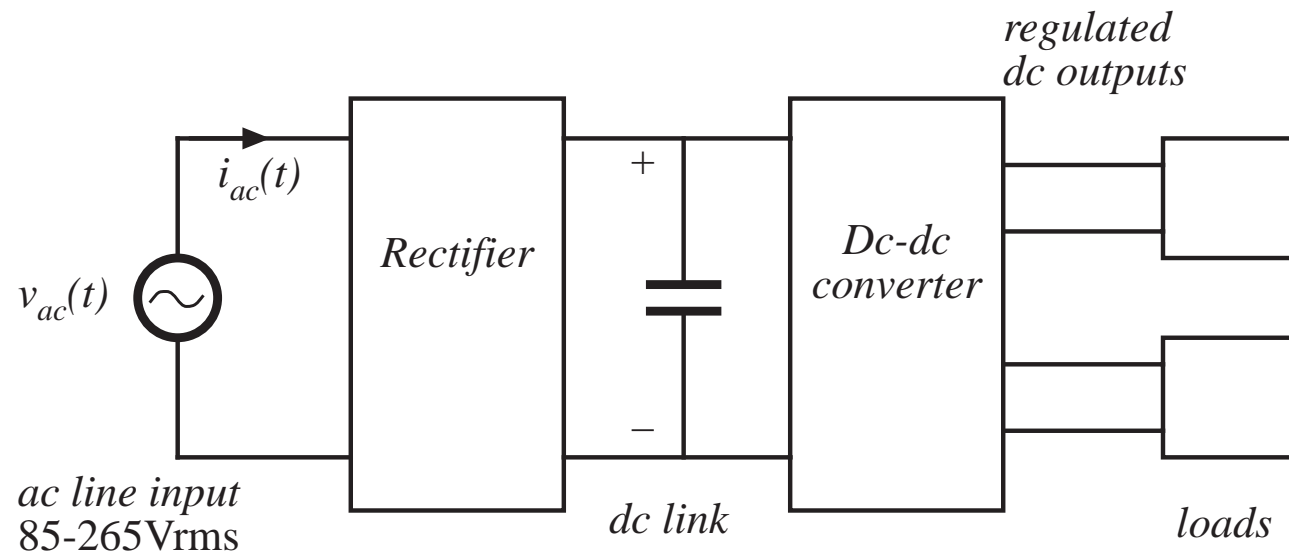 regulated
dc outputs
i_ac(t)
+
Rectifier
Dc-dc
converter
v_ac(t)
–
ac line input
85-265Vrms
dc link
loads